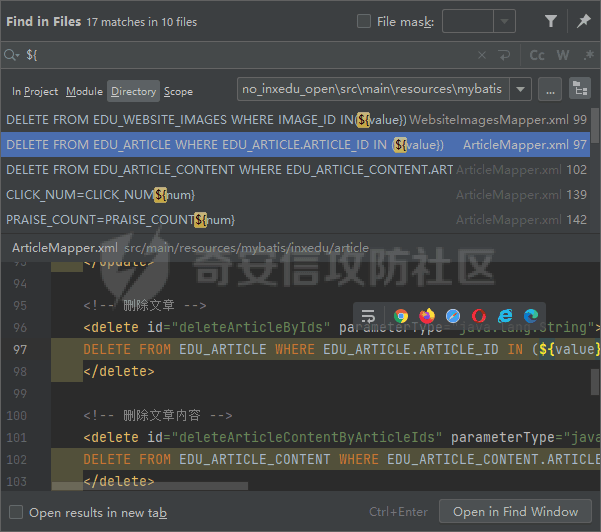 Find in Files 17 matches in 10 files File mask:
${ Cc W .*
In Project Module Directory Scope no_inxedu_open\src\main\resources\mybatis ...
DELETE FROM EDU_WEBSITE_IMAGES WHERE IMAGE_ID IN(${value}) WebsiteImagesMapper.xml 99
DELETE FROM EDU_ARTICLE WHERE EDU_ARTICLE.ARTICLE_ID IN (${value}) ArticleMapper.xml 97
DELETE FROM EDU_ARTICLE_CONTENT WHERE EDU_ARTICLE_CONTENT.ART ArticleMapper.xml 102
CLICK_NUM=CLICK_NUM${num} ArticleMapper.xml 139
PRAISE_COUNT=PRAISE_COUNT${num} ArticleMapper.xml 142
ArticleMapper.xml src/main/resources/mybatis/inxedu/article
奇安信攻防社区
93 </update>
94
95 <!-- 删除文章 -->
96 <delete id="deleteArticleByIds" parameterType="java.lang.String">
97 DELETE FROM EDU_ARTICLE WHERE EDU_ARTICLE.ARTICLE_ID IN (${value}
98 </delete>
99
100 <!-- 删除文章内容 -->
101 <delete id="deleteArticleContentByArticleIds" parameterType="java
102 DELETE FROM EDU_ARTICLE_CONTENT WHERE EDU_ARTICLE_CONTENT.ARTICLE
103 </delete>
Open results in new tab Ctrl+Enter Open in Find Window